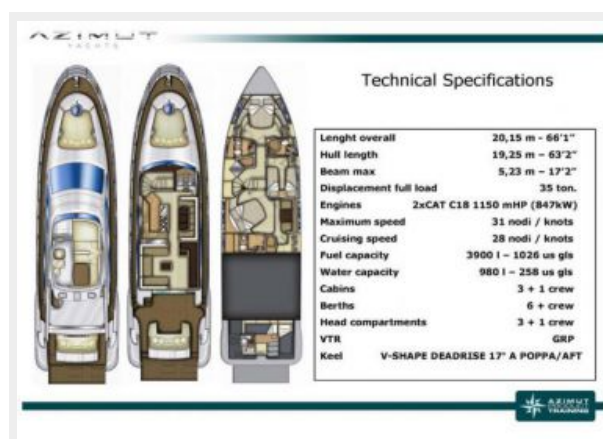 AZIMUT
YACHTS
Technical Specifications
Lenght overall 20,15 m - 66'1"
Hull length 19,25 m – 63'2"
Beam max 5,23 m – 17'2"
Displacement full load 35 ton.
Engines 2xCAT C18 1150 mHP (847kW)
Maximum speed 31 nodi / knots
Cruising speed 28 nodi / knots
Fuel capacity 3900 l – 1026 us gls
Water capacity 980 l – 258 us gls
Cabins 3 + 1 crew
Berths 6 + crew
Head compartments 3 + 1 crew
VTR GRP
Keel V-SHAPE DEADRISE 17° A POPPA/AFT
AZIMUT
TRAINING